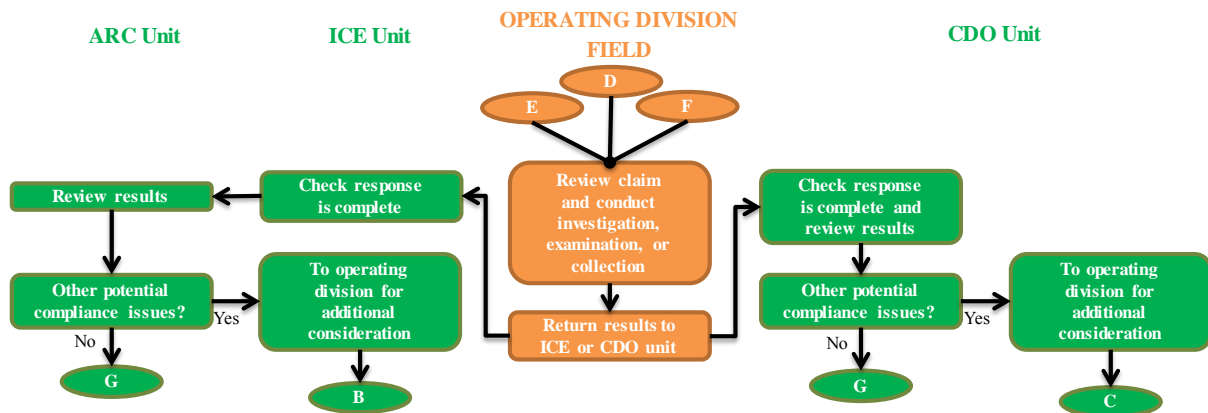 ARC Unit
ICE Unit
OPERATING DIVISION
FIELD
CDO Unit
D
E
F
Review results
Check response
is complete
Review claim
and conduct
investigation,
examination, or
collection
Check response
is complete and
review results
Other potential
compliance issues?
Yes
No
To operating
division for
additional
consideration
Return results to
ICE or CDO unit
Other potential
compliance issues?
Yes
No
To operating
division for
additional
consideration
G
B
G
C